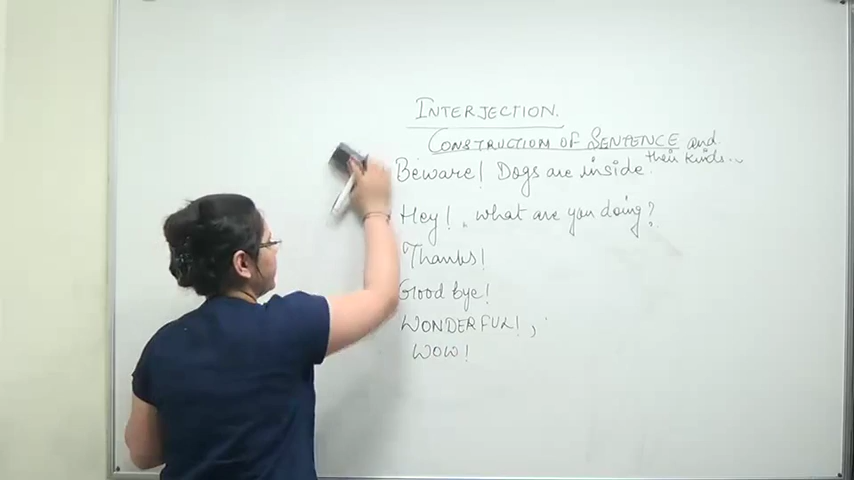 INTERJECTION.
CONSTRUCTION OF SENTENCE and
their kinds..
Beware! Dogs are inside.
Hey!, what are you doing?
Thanks!
Good bye!
WONDERFUL!,
WOW!